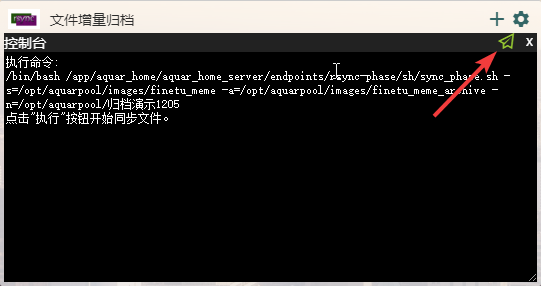 rsync 文件增量归档
控制台 X
执行命令:
/bin/bash /app/aquar_home/aquar_home_server/endpoints/rsync-phase/sh/sync_phase.sh -
s=/opt/aquarpool/images/finetu_meme -a=/opt/aquarpool/images/finetu_meme_archive -
n=/opt/aquarpool/归档演示1205
点击"执行"按钮开始同步文件。